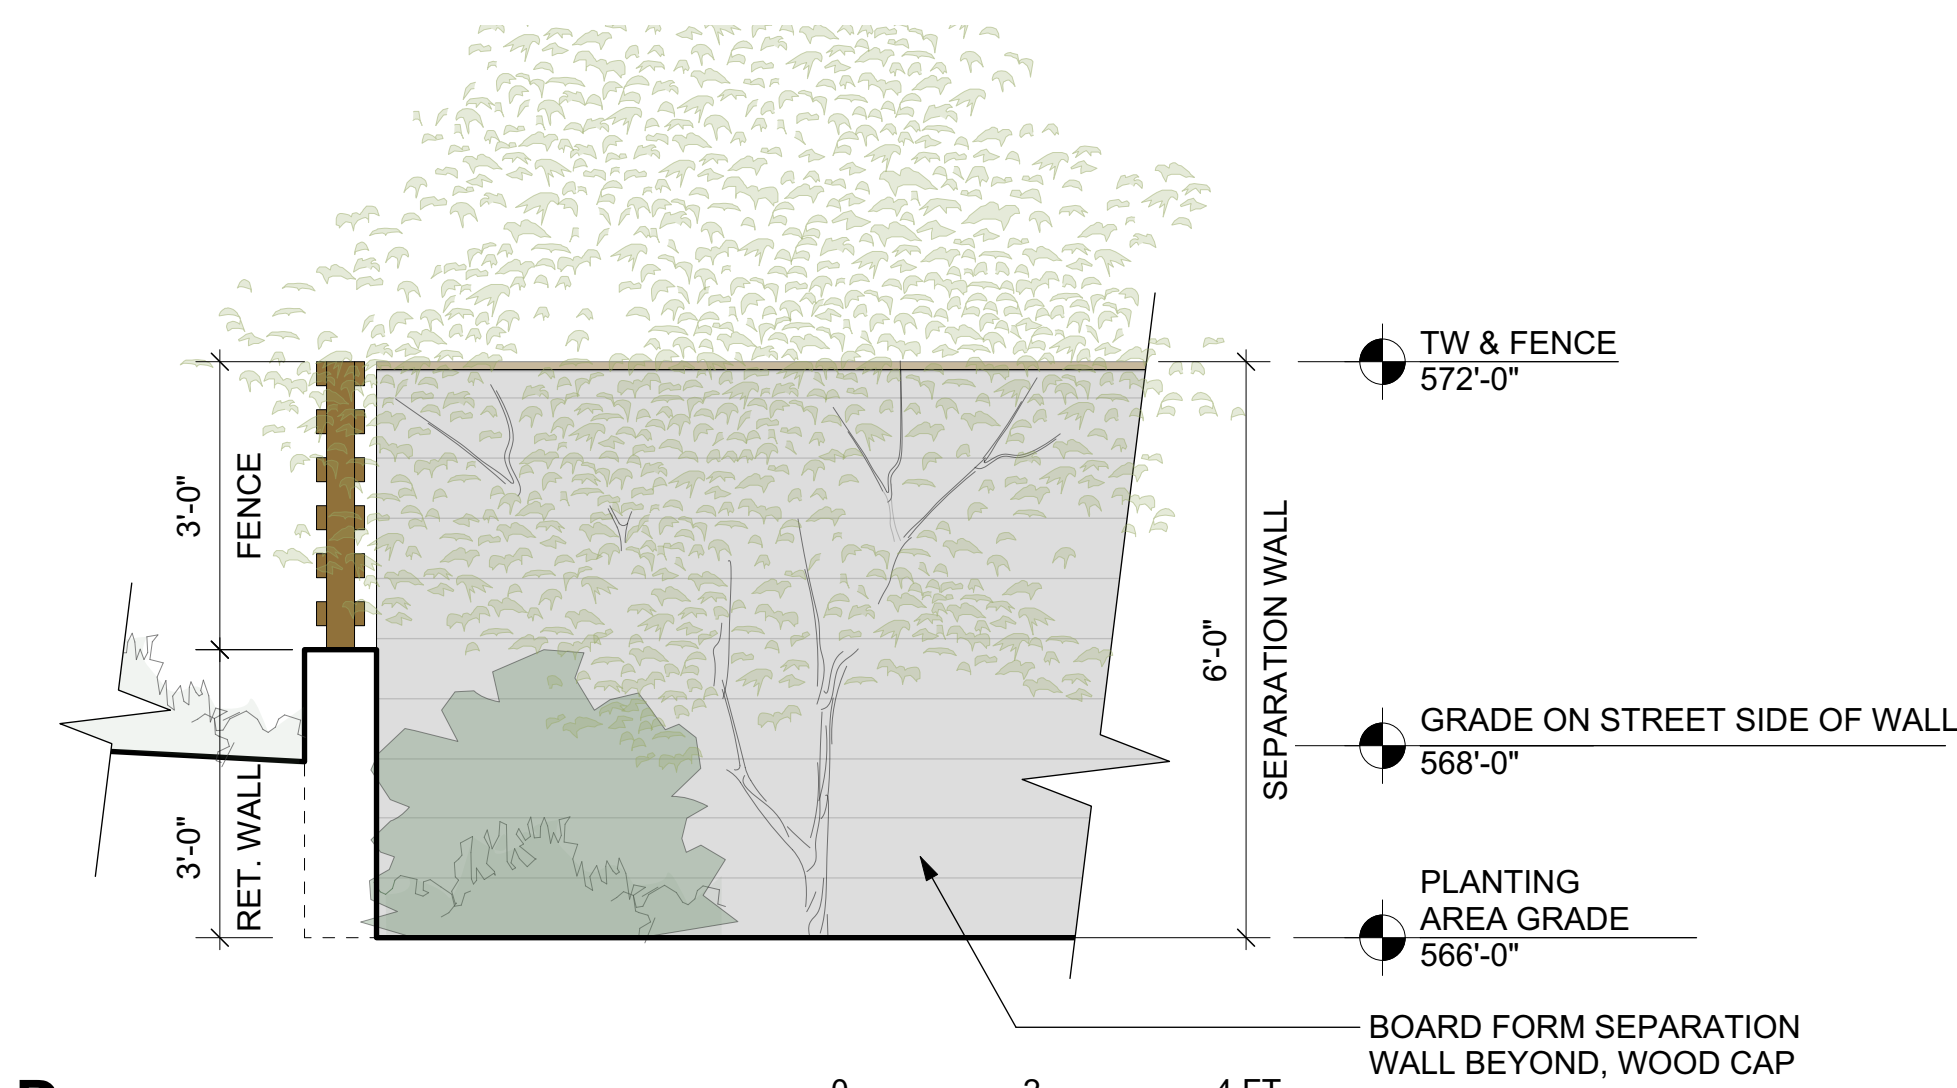 TW & FENCE
572'-0"
3'-0"
FENCE
6'-0"
SEPARATION WALL
GRADE ON STREET SIDE OF WALL
568'-0"
3'-0"
RET. WALL
PLANTING
AREA GRADE
566'-0"
BOARD FORM SEPARATION
WALL BEYOND, WOOD CAP
0 2 4 FT